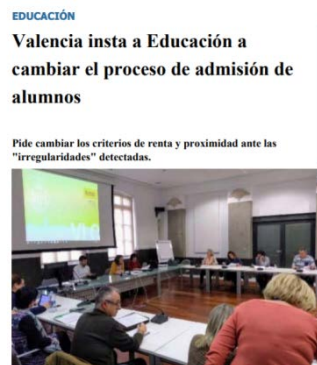 EDUCACIÓN
Valencia insta a Educación a
cambiar el proceso de admisión de
alumnos
Pide cambiar los criterios de renta y proximidad ante las
"irregularidades" detectadas.